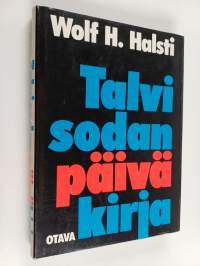 Wolf H. Halsti
Talvi
sodan
päivä
kirja
OTAVA